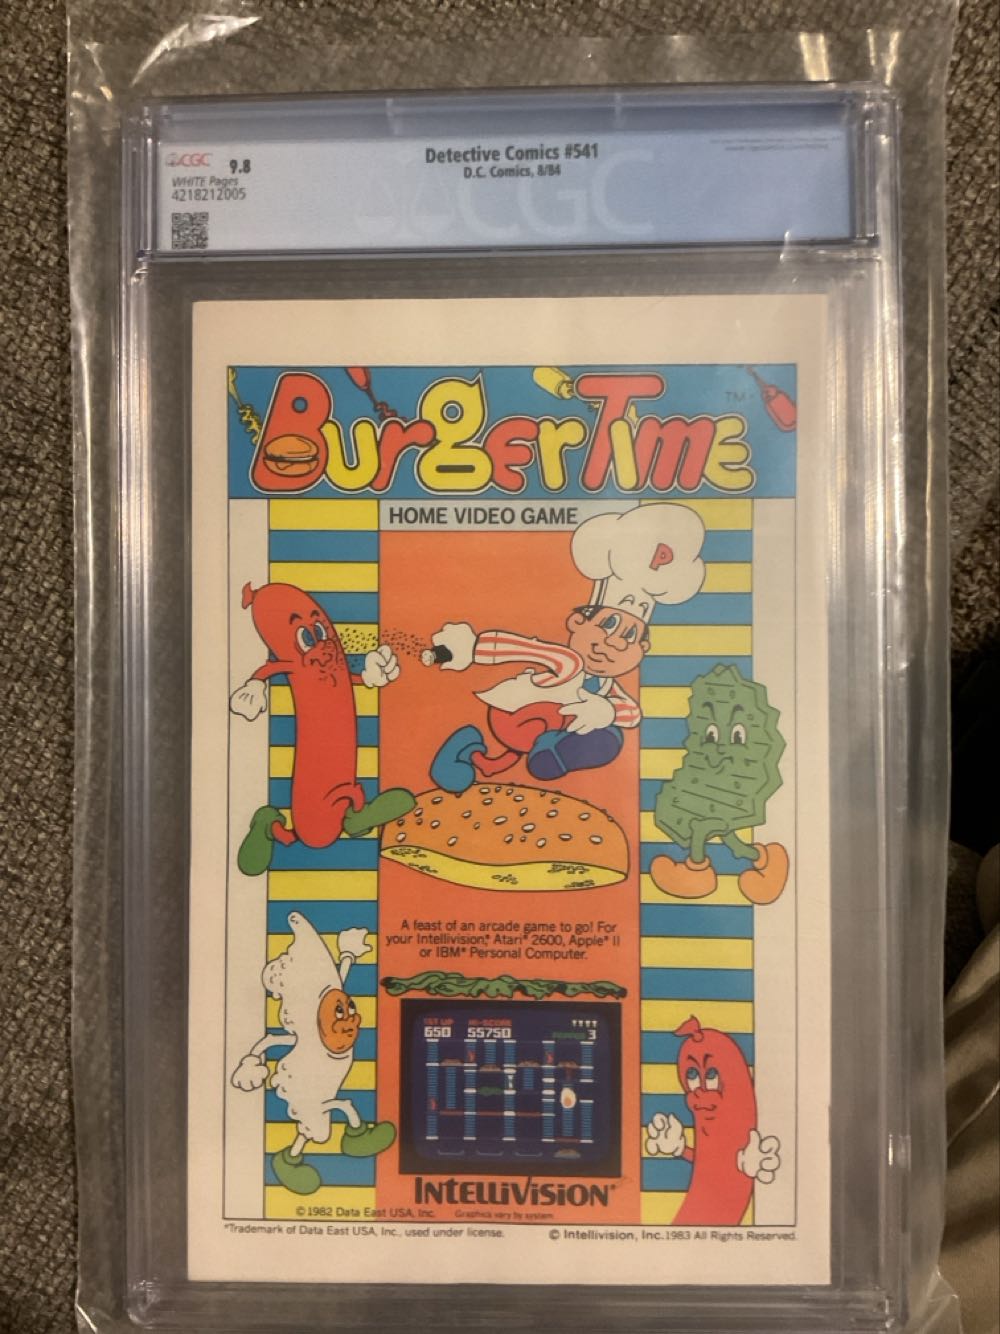 CGC 9.8
WHITE Pages
4218212005
Detective Comics #541
D.C. Comics, 8/84
CGC
BurgerTime
TM
HOME VIDEO GAME
P
A feast of an arcade game to go! For
your Intellivision,® Atari® 2600, Apple® II
or IBM® Personal Computer.
1ST UP HI-SCORE PEPPER
650 55750 3
INTELLIVISION®
© 1982 Data East USA, Inc. Graphics vary by system
*Trademark of Data East USA, Inc., used under license. © Intellivision, Inc. 1983 All Rights Reserved.